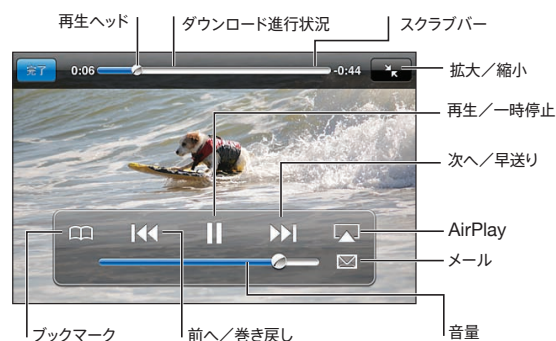 再生ヘッド
ダウンロード進行状況
スクラブバー
完了
0:06
-0:44
拡大／縮小
再生／一時停止
次へ／早送り
AirPlay
メール
ブックマーク
前へ／巻き戻し
音量